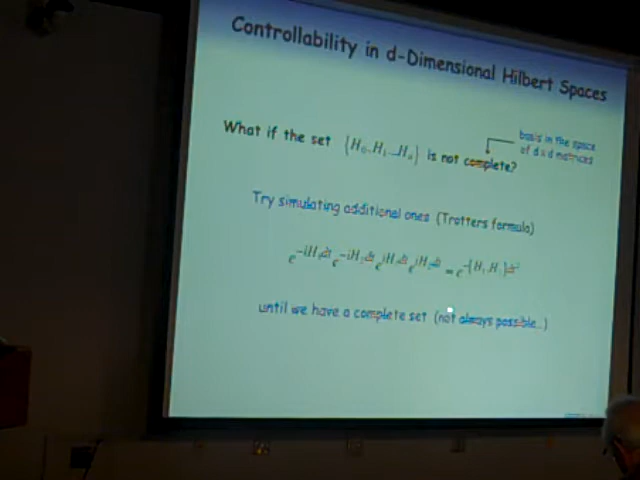 Controllability in d-Dimensional Hilbert Spaces
What if the set {H₀, H₁ ... Hₙ} is not complete?
basis in the space
of d x d matrices
Try simulating additional ones (Trotters formula)
until we have a complete set (not always possible...)